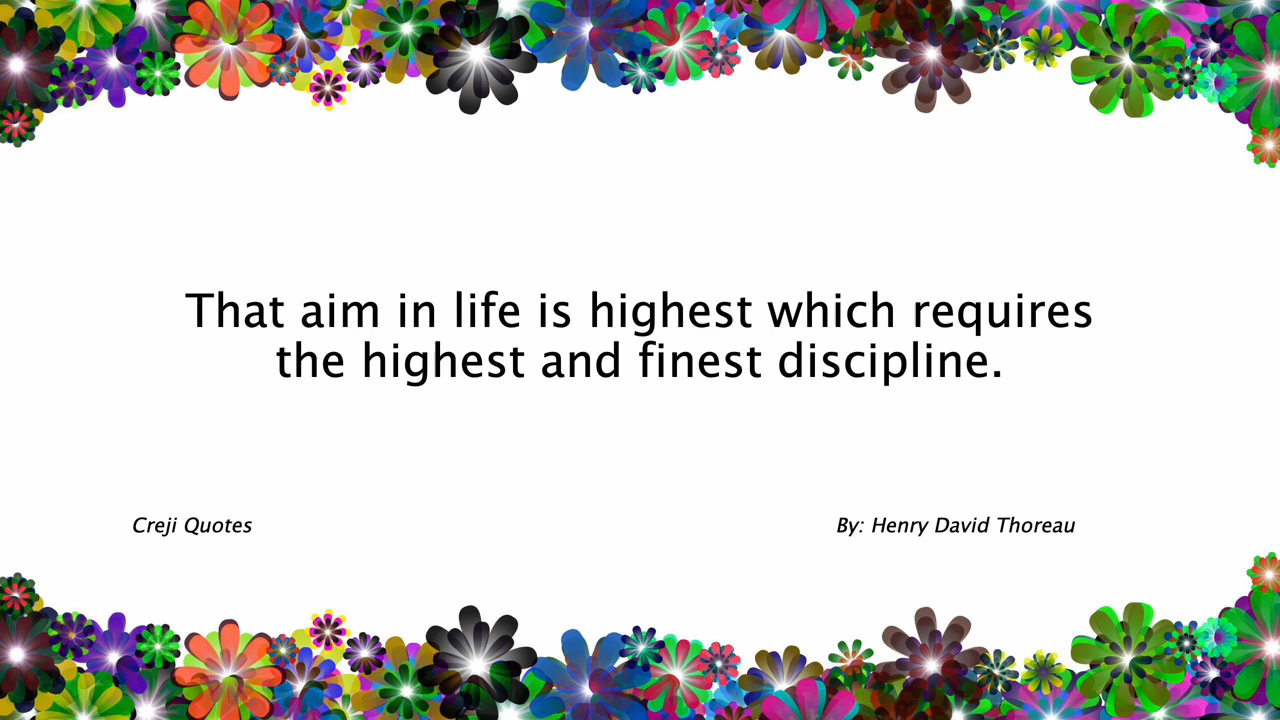 That aim in life is highest which requires
the highest and finest discipline.
Creji Quotes
By: Henry David Thoreau